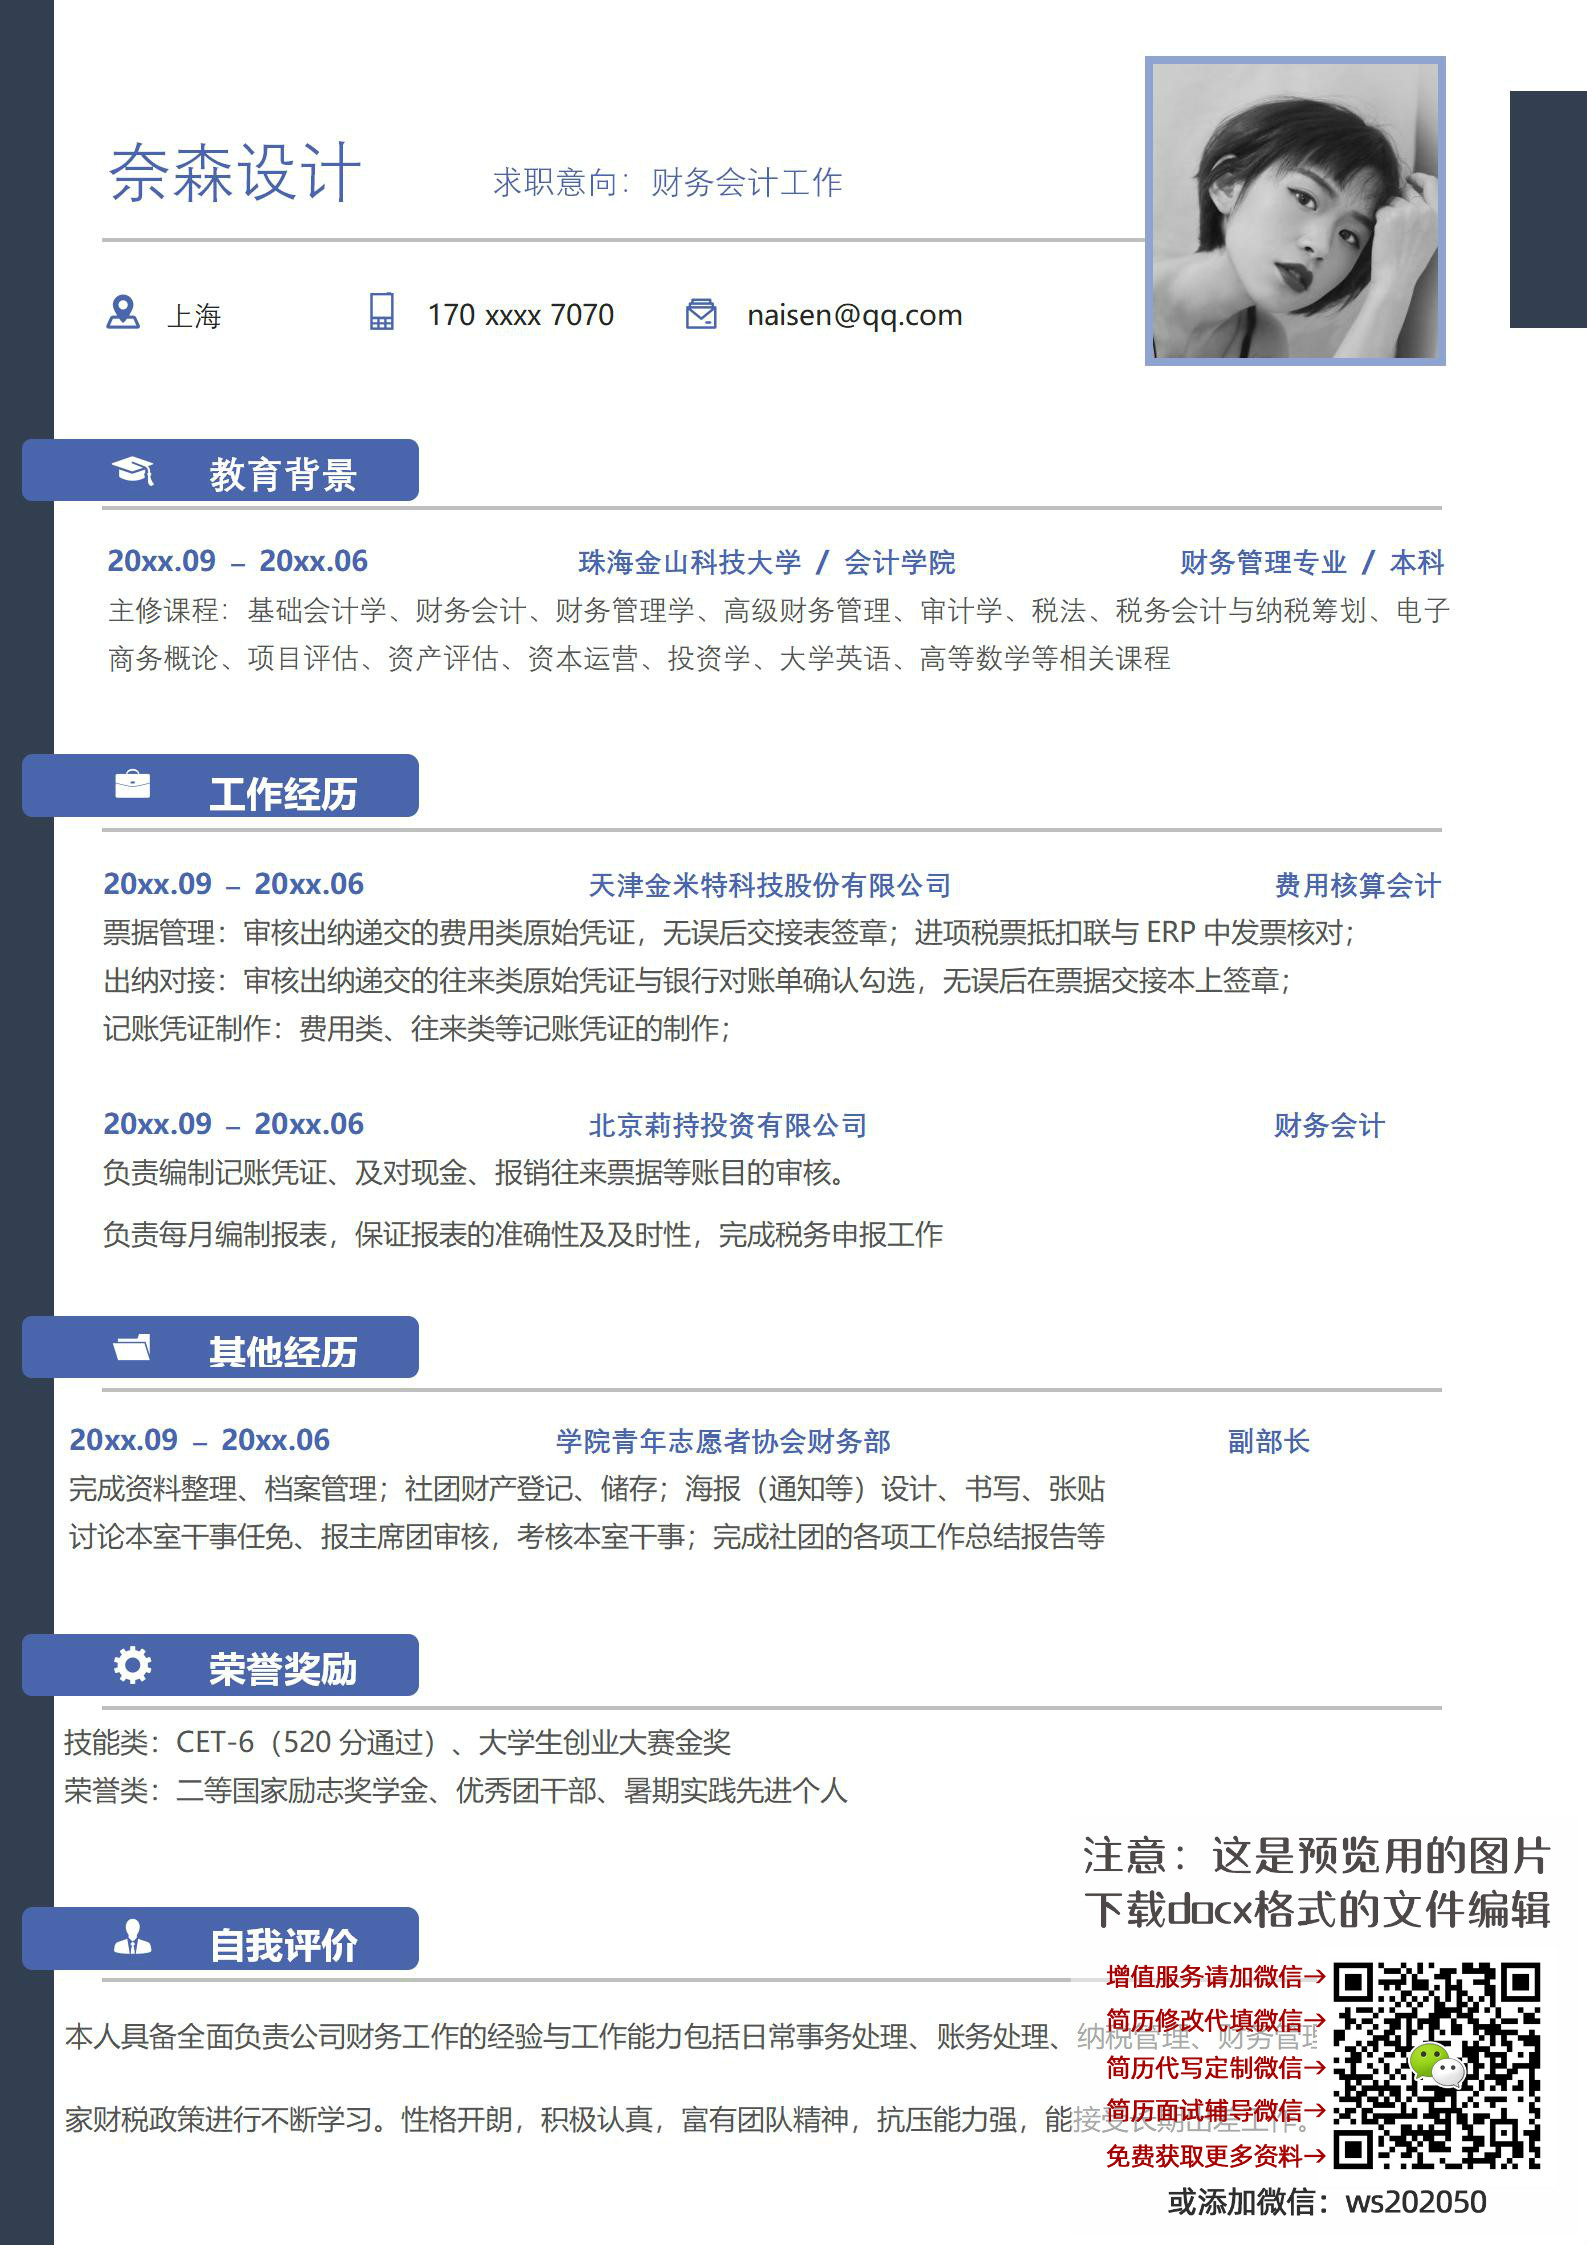 奈森设计
求职意向：财务会计工作
上海
170 xxxx 7070
naisen@qq.com
教育背景
20xx.09 – 20xx.06 珠海金山科技大学 / 会计学院 财务管理专业 / 本科
主修课程：基础会计学、财务会计、财务管理学、高级财务管理、审计学、税法、税务会计与纳税筹划、电子
商务概论、项目评估、资产评估、资本运营、投资学、大学英语、高等数学等相关课程
工作经历
20xx.09 – 20xx.06 天津金米特科技股份有限公司 费用核算会计
票据管理：审核出纳递交的费用类原始凭证，无误后交接表签章；进项税票抵扣联与 ERP 中发票核对；
出纳对接：审核出纳递交的往来类原始凭证与银行对账单确认勾选，无误后在票据交接本上签章；
记账凭证制作：费用类、往来类等记账凭证的制作；
20xx.09 – 20xx.06 北京莉持投资有限公司 财务会计
负责编制记账凭证、及对现金、报销往来票据等账目的审核。
负责每月编制报表，保证报表的准确性及及时性，完成税务申报工作
其他经历
20xx.09 – 20xx.06 学院青年志愿者协会财务部 副部长
完成资料整理、档案管理；社团财产登记、储存；海报（通知等）设计、书写、张贴
讨论本室干事任免、报主席团审核，考核本室干事；完成社团的各项工作总结报告等
荣誉奖励
技能类：CET-6（520 分通过）、大学生创业大赛金奖
荣誉类：二等国家励志奖学金、优秀团干部、暑期实践先进个人
自我评价
本人具备全面负责公司财务工作的经验与工作能力包括日常事务处理、账务处理、纳税管理、财务管理
家财税政策进行不断学习。性格开朗，积极认真，富有团队精神，抗压能力强，能接受长期出差工作。
注意：这是预览用的图片
下载docx格式的文件编辑
增值服务请加微信→
简历修改代填微信→
简历代写定制微信→
简历面试辅导微信→
免费获取更多资料→
或添加微信：ws202050